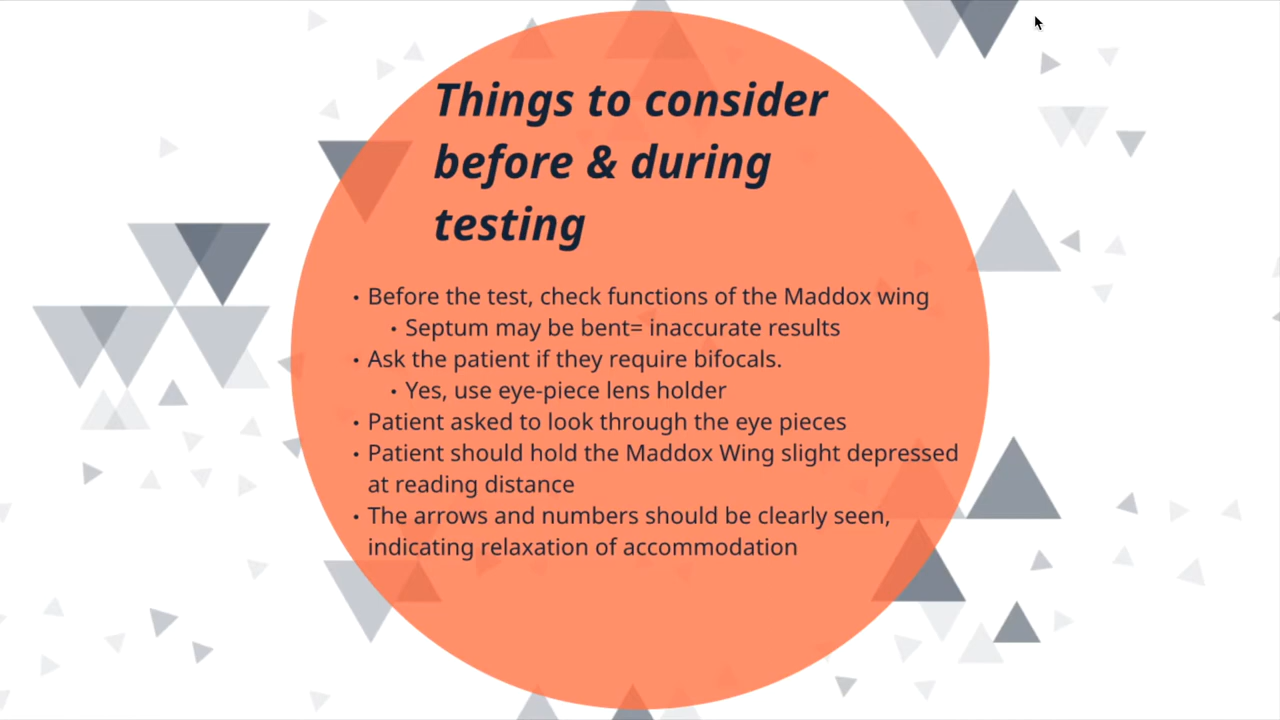 Things to consider
before & during
testing
• Before the test, check functions of the Maddox wing
• Septum may be bent= inaccurate results
• Ask the patient if they require bifocals.
• Yes, use eye-piece lens holder
• Patient asked to look through the eye pieces
• Patient should hold the Maddox Wing slight depressed
at reading distance
• The arrows and numbers should be clearly seen,
indicating relaxation of accommodation